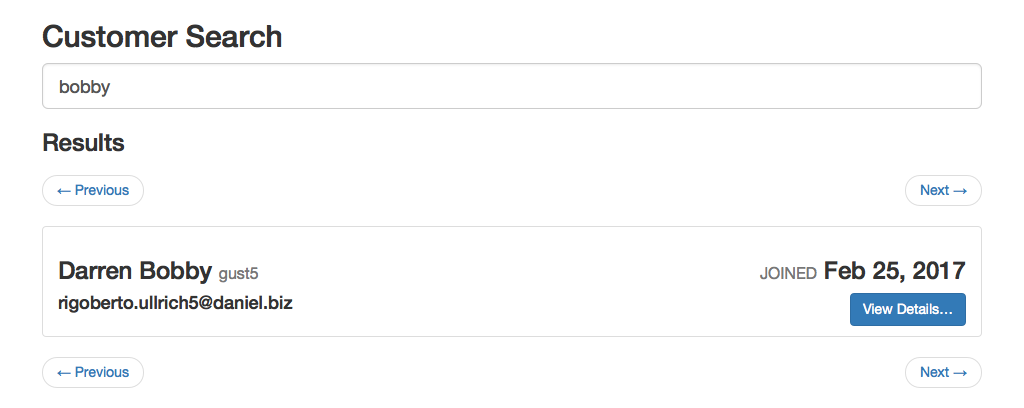 Customer Search
bobby
Results
← Previous Next →
Darren Bobby gust5 JOINED Feb 25, 2017
rigoberto.ullrich5@daniel.biz View Details...
← Previous Next →